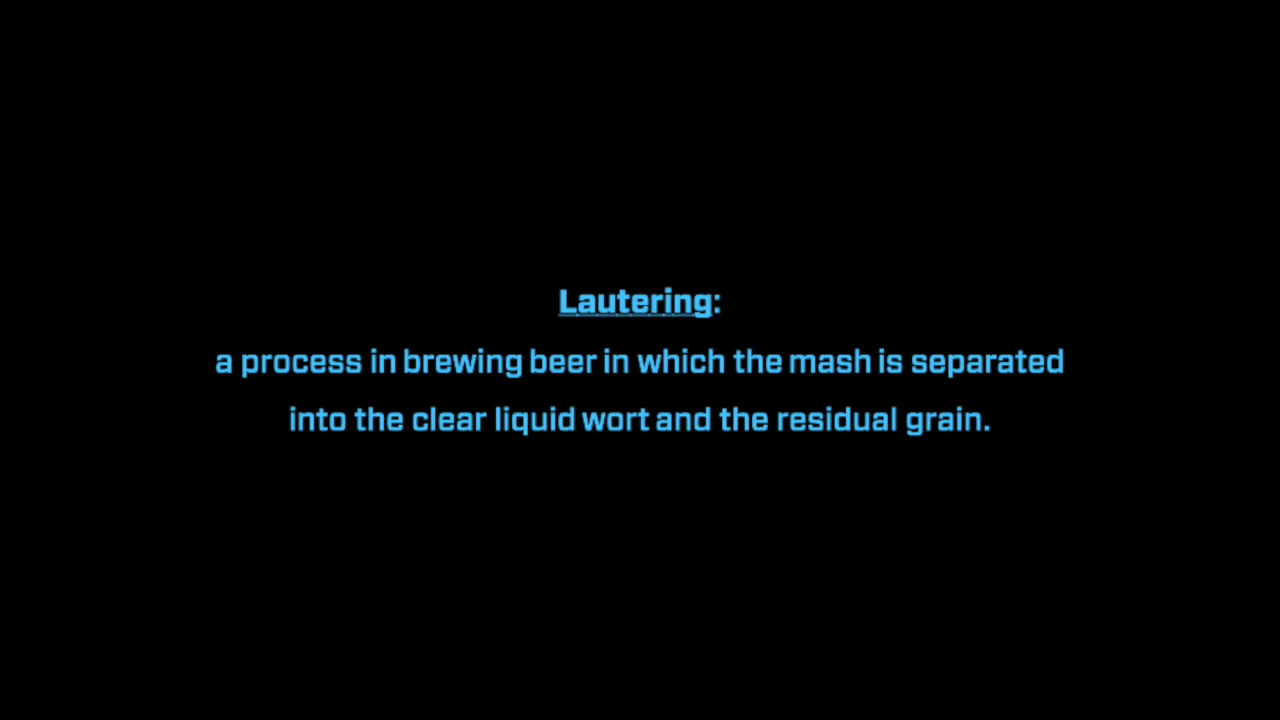 Lautering:
a process in brewing beer in which the mash is separated
into the clear liquid wort and the residual grain.